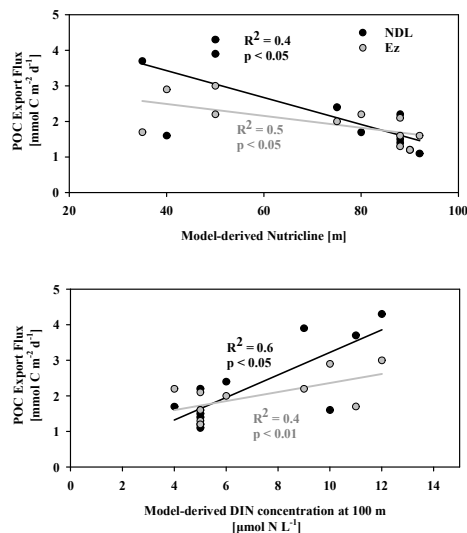 5
4
3
2
1
0
POC Export Flux
[mmol C m⁻² d⁻¹]
R² = 0.4
p < 0.05
NDL
Ez
R² = 0.5
p < 0.05
20 40 60 80 100
Model-derived Nutricline [m]
5
4
3
2
1
0
POC Export Flux
[mmol C m⁻² d⁻¹]
R² = 0.6
p < 0.05
R² = 0.4
p < 0.01
0 2 4 6 8 10 12 14
Model-derived DIN concentration at 100 m
[µmol N L⁻¹]